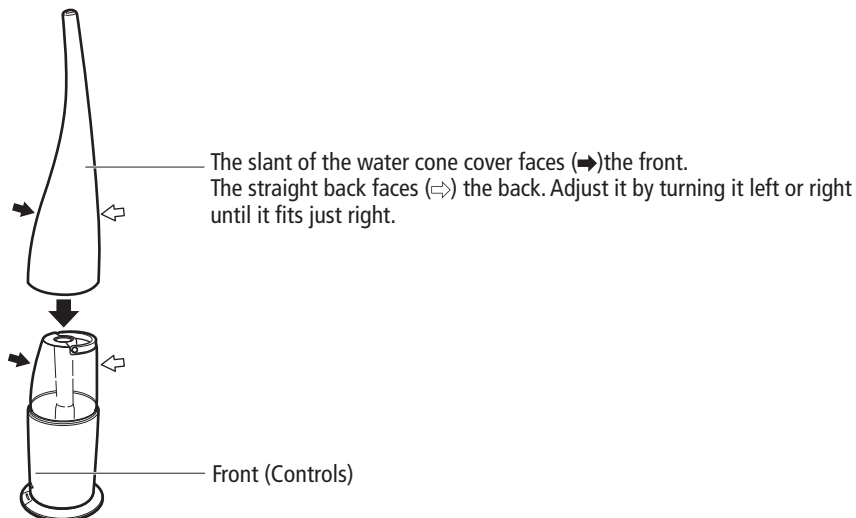 The slant of the water cone cover faces (➡)the front.
The straight back faces (⇨) the back. Adjust it by turning it left or right
until it fits just right.
Front (Controls)